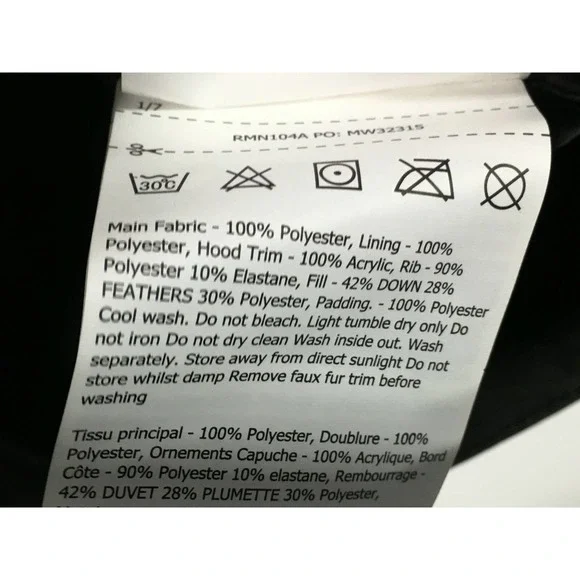 1/7
RMN104A PO: MW32315
30°C
Main Fabric - 100% Polyester, Lining - 100%
Polyester, Hood Trim - 100% Acrylic, Rib - 90%
Polyester 10% Elastane, Fill - 42% DOWN 28%
FEATHERS 30% Polyester, Padding. - 100% Polyester
Cool wash. Do not bleach. Light tumble dry only Do
not Iron Do not dry clean Wash inside out. Wash
separately. Store away from direct sunlight Do not
store whilst damp Remove faux fur trim before
washing
Tissu principal - 100% Polyester, Doublure - 100%
Polyester, Ornements Capuche - 100% Acrylique, Bord
Côte - 90% Polyester 10% elastane, Rembourrage -
42% DUVET 28% PLUMETTE 30% Polyester,